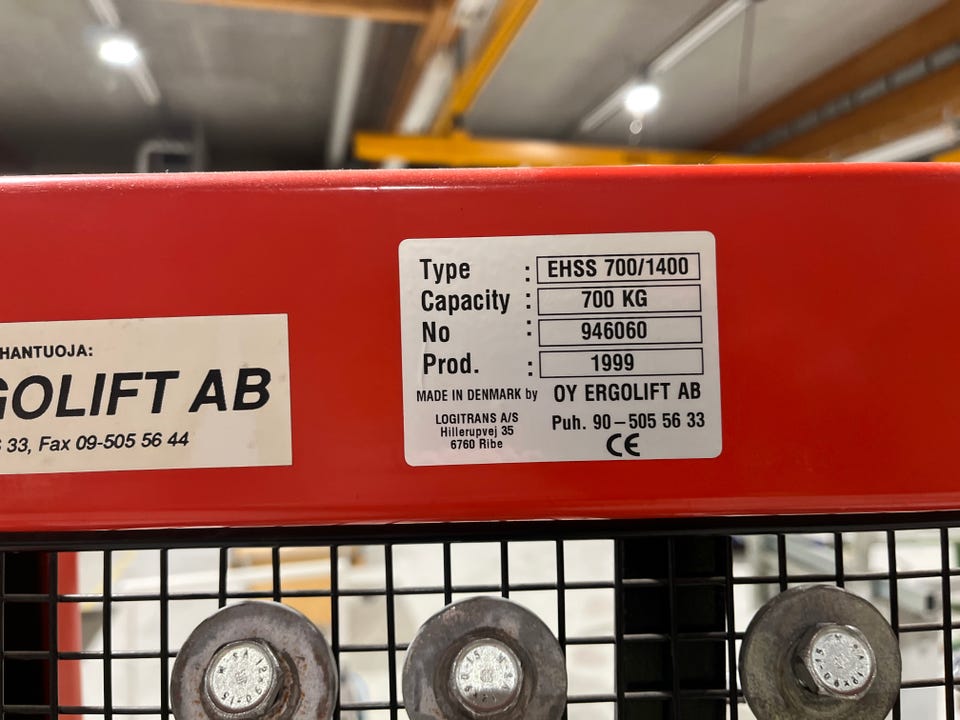 HANTUOJA:
GOLIFT AB
33, Fax 09-505 56 44
Type : EHSS 700/1400
Capacity : 700 KG
No : 946060
Prod. : 1999
MADE IN DENMARK by OY ERGOLIFT AB
LOGITRANS A/S
Hillerupvej 35
6760 Ribe
Puh. 90-505 56 33
CE